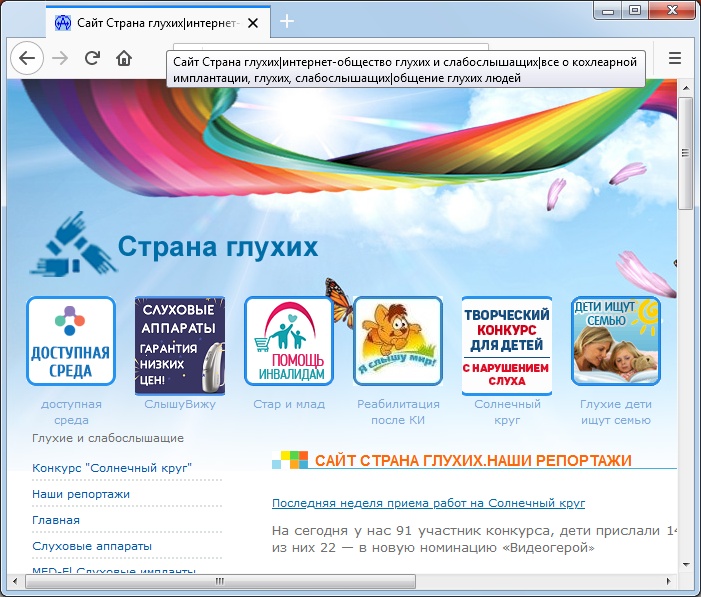 Сайт Страна глухих|интернет-
Сайт Страна глухих|интернет-общество глухих и слабослышащих|все о кохлеарной
имплантации, глухих, слабослышащих|общение глухих людей
Страна глухих
ДОСТУПНАЯ
СРЕДА
СЛУХОВЫЕ
АППАРАТЫ
ГАРАНТИЯ
НИЗКИХ
ЦЕН!
ПОМОЩЬ
ИНВАЛИДАМ
Я слышу мир!
ТВОРЧЕСКИЙ
КОНКУРС
ДЛЯ ДЕТЕЙ
С НАРУШЕНИЕМ
СЛУХА
ДЕТИ ИЩУТ
СЕМЬЮ
доступная
среда
СлышуВижу
Стар и млад
Реабилитация
после КИ
Солнечный
круг
Глухие дети
ищут семью
Глухие и слабослышащие
Конкурс "Солнечный круг"
Наши репортажи
Главная
Слуховые аппараты
MED-El Слуховые импланты
САЙТ СТРАНА ГЛУХИХ.НАШИ РЕПОРТАЖИ
Последняя неделя приема работ на Солнечный круг
На сегодня у нас 91 участник конкурса, дети прислали 14
из них 22 — в новую номинацию «Видеогерой»